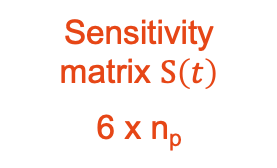 Sensitivity
matrix S(t)
6 x nₚ